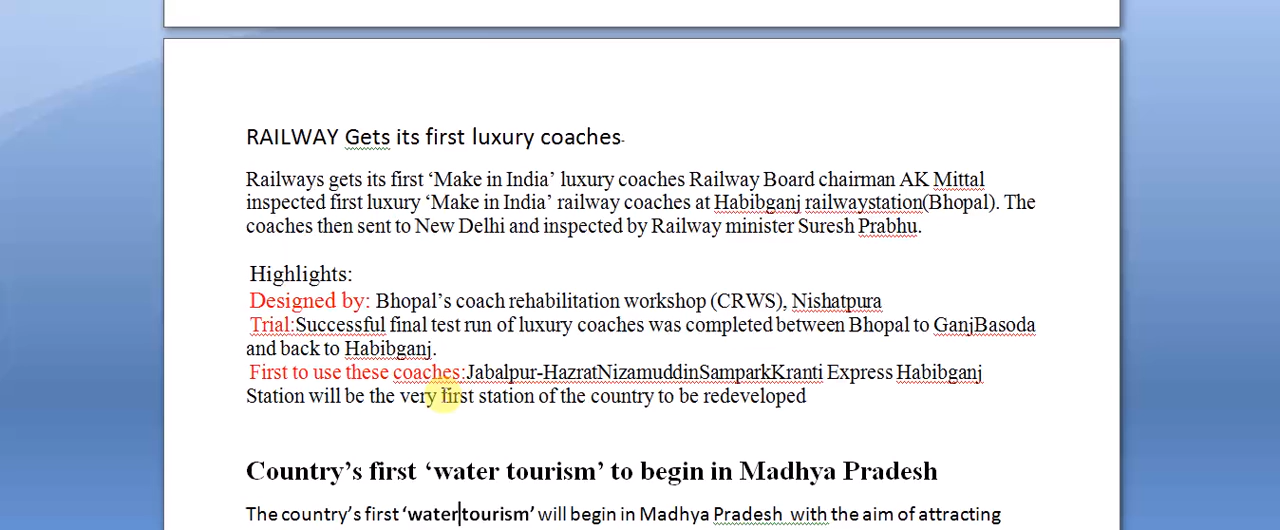 RAILWAY Gets its first luxury coaches-
Railways gets its first ‘Make in India’ luxury coaches Railway Board chairman AK Mittal
inspected first luxury ‘Make in India’ railway coaches at Habibganj railwaystation(Bhopal). The
coaches then sent to New Delhi and inspected by Railway minister Suresh Prabhu.
Highlights:
Designed by: Bhopal’s coach rehabilitation workshop (CRWS), Nishatpura
Trial:Successful final test run of luxury coaches was completed between Bhopal to GanjBasoda
and back to Habibganj.
First to use these coaches:Jabalpur-HazratNizamuddinSamparkKranti Express Habibganj
Station will be the very first station of the country to be redeveloped
Country’s first ‘water tourism’ to begin in Madhya Pradesh
The country’s first ‘water tourism’ will begin in Madhya Pradesh with the aim of attracting